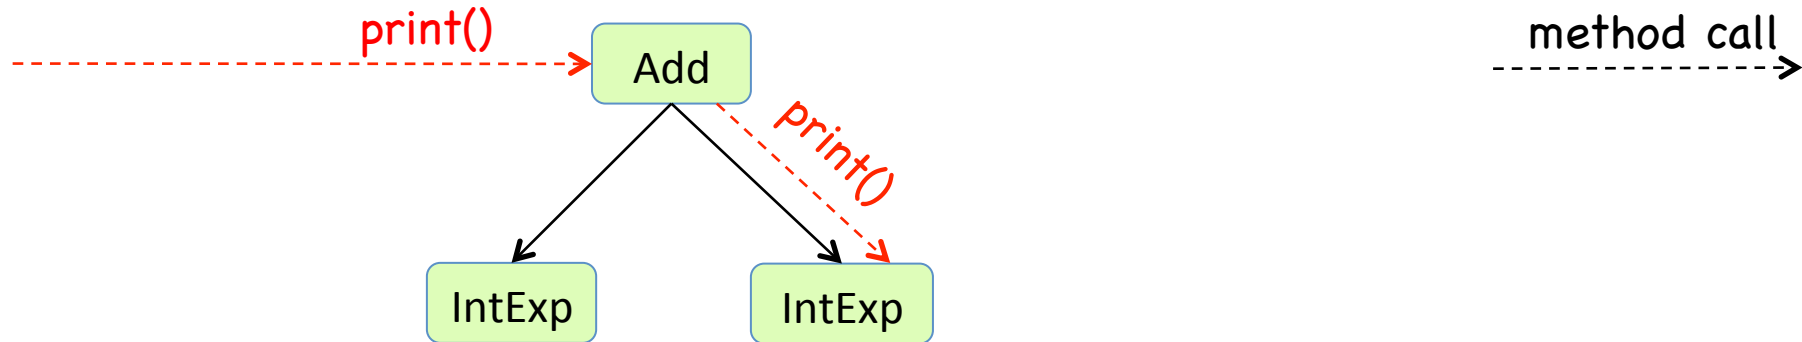 print()
method call
Add
print()
IntExp
IntExp